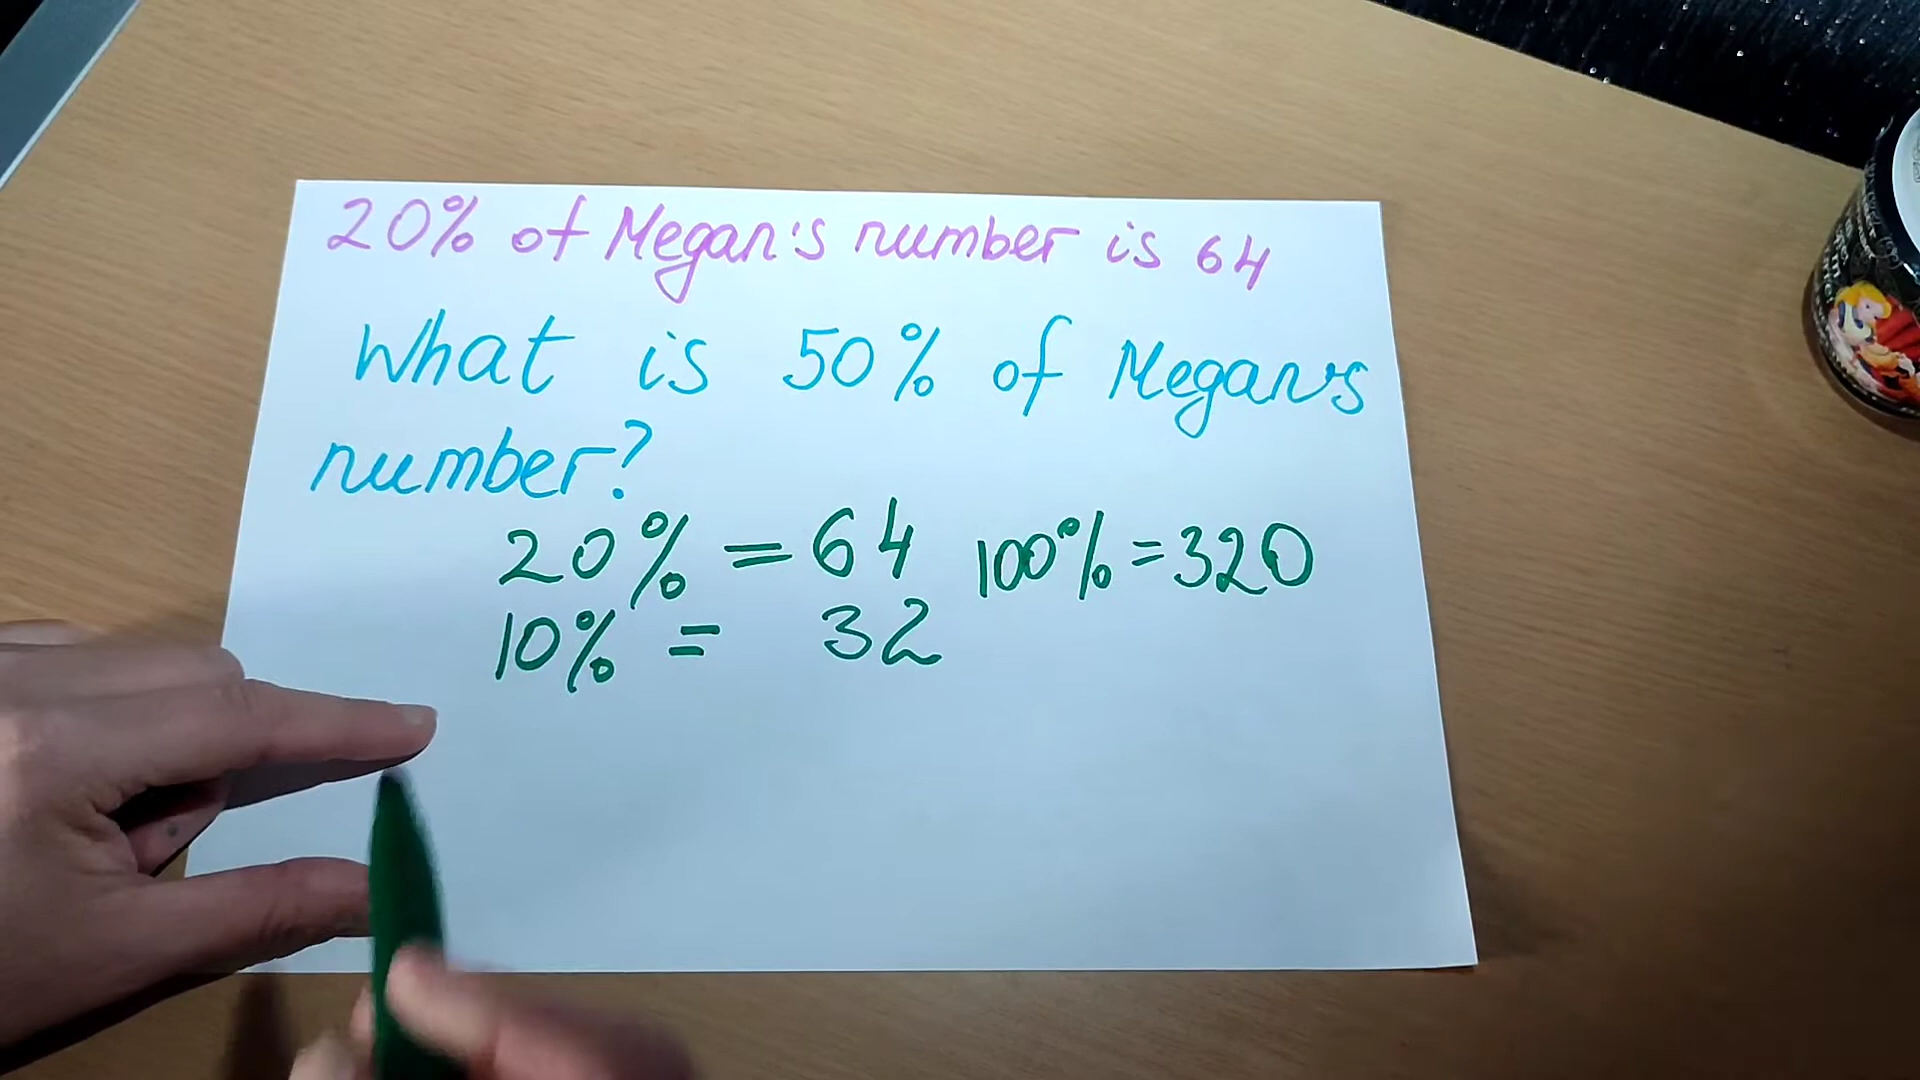 20% of Megan's number is 64
What is 50% of Megan's
number?
20% = 64 100% = 320
10% = 32